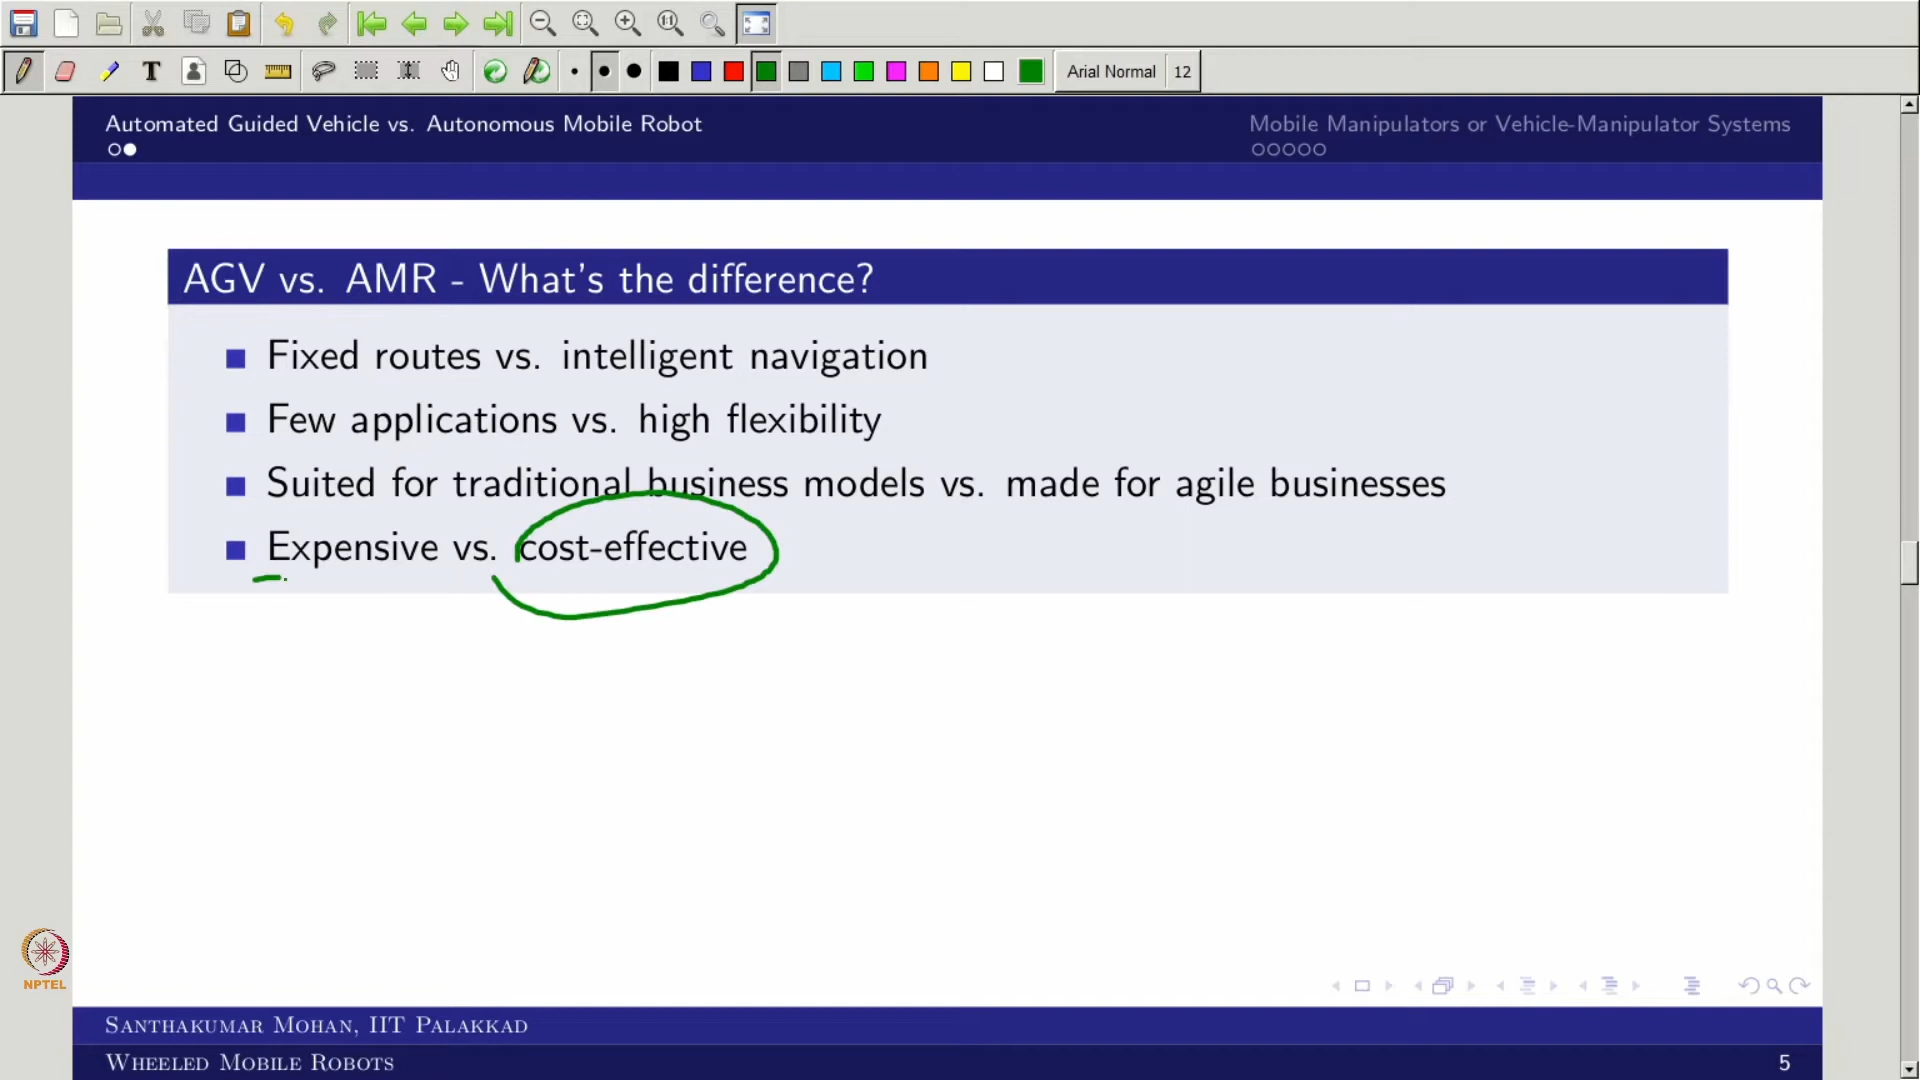 Arial Normal 12
Automated Guided Vehicle vs. Autonomous Mobile Robot
Mobile Manipulators or Vehicle-Manipulator Systems
AGV vs. AMR - What's the difference?
Fixed routes vs. intelligent navigation
Few applications vs. high flexibility
Suited for traditional business models vs. made for agile businesses
Expensive vs. cost-effective
NPTEL
Santhakumar Mohan, IIT Palakkad
Wheeled Mobile Robots 5